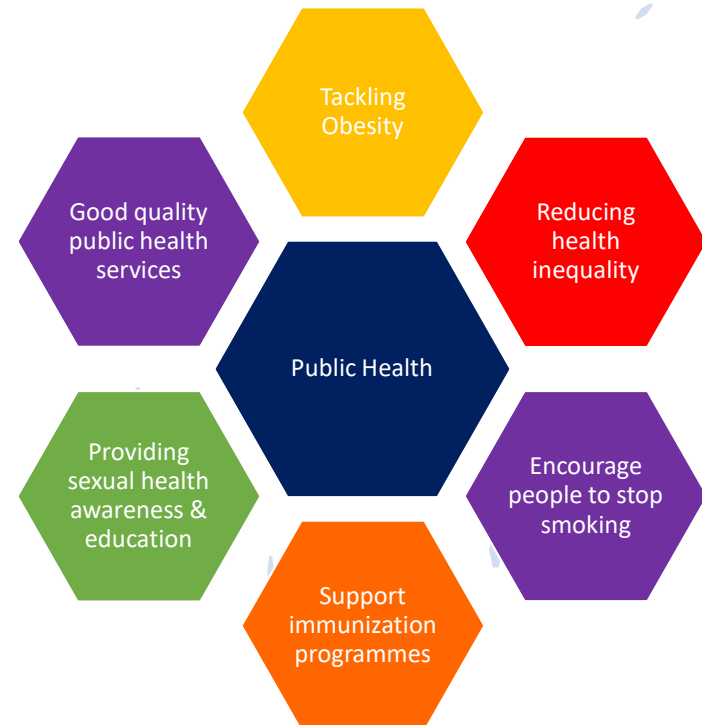 Tackling
Obesity
Good quality
public health
services
Reducing
health
inequality
Public Health
Providing
sexual health
awareness &
education
Encourage
people to stop
smoking
Support
immunization
programmes